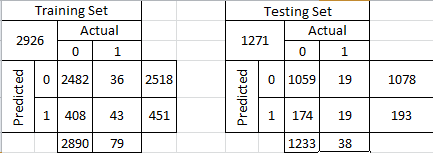 Training Set Testing Set
2926 Actual 1271 Actual
0 1 0 1
Predicted 0 2482 36 2518 Predicted 0 1059 19 1078
1 408 43 451 1 174 19 193
2890 79 1233 38